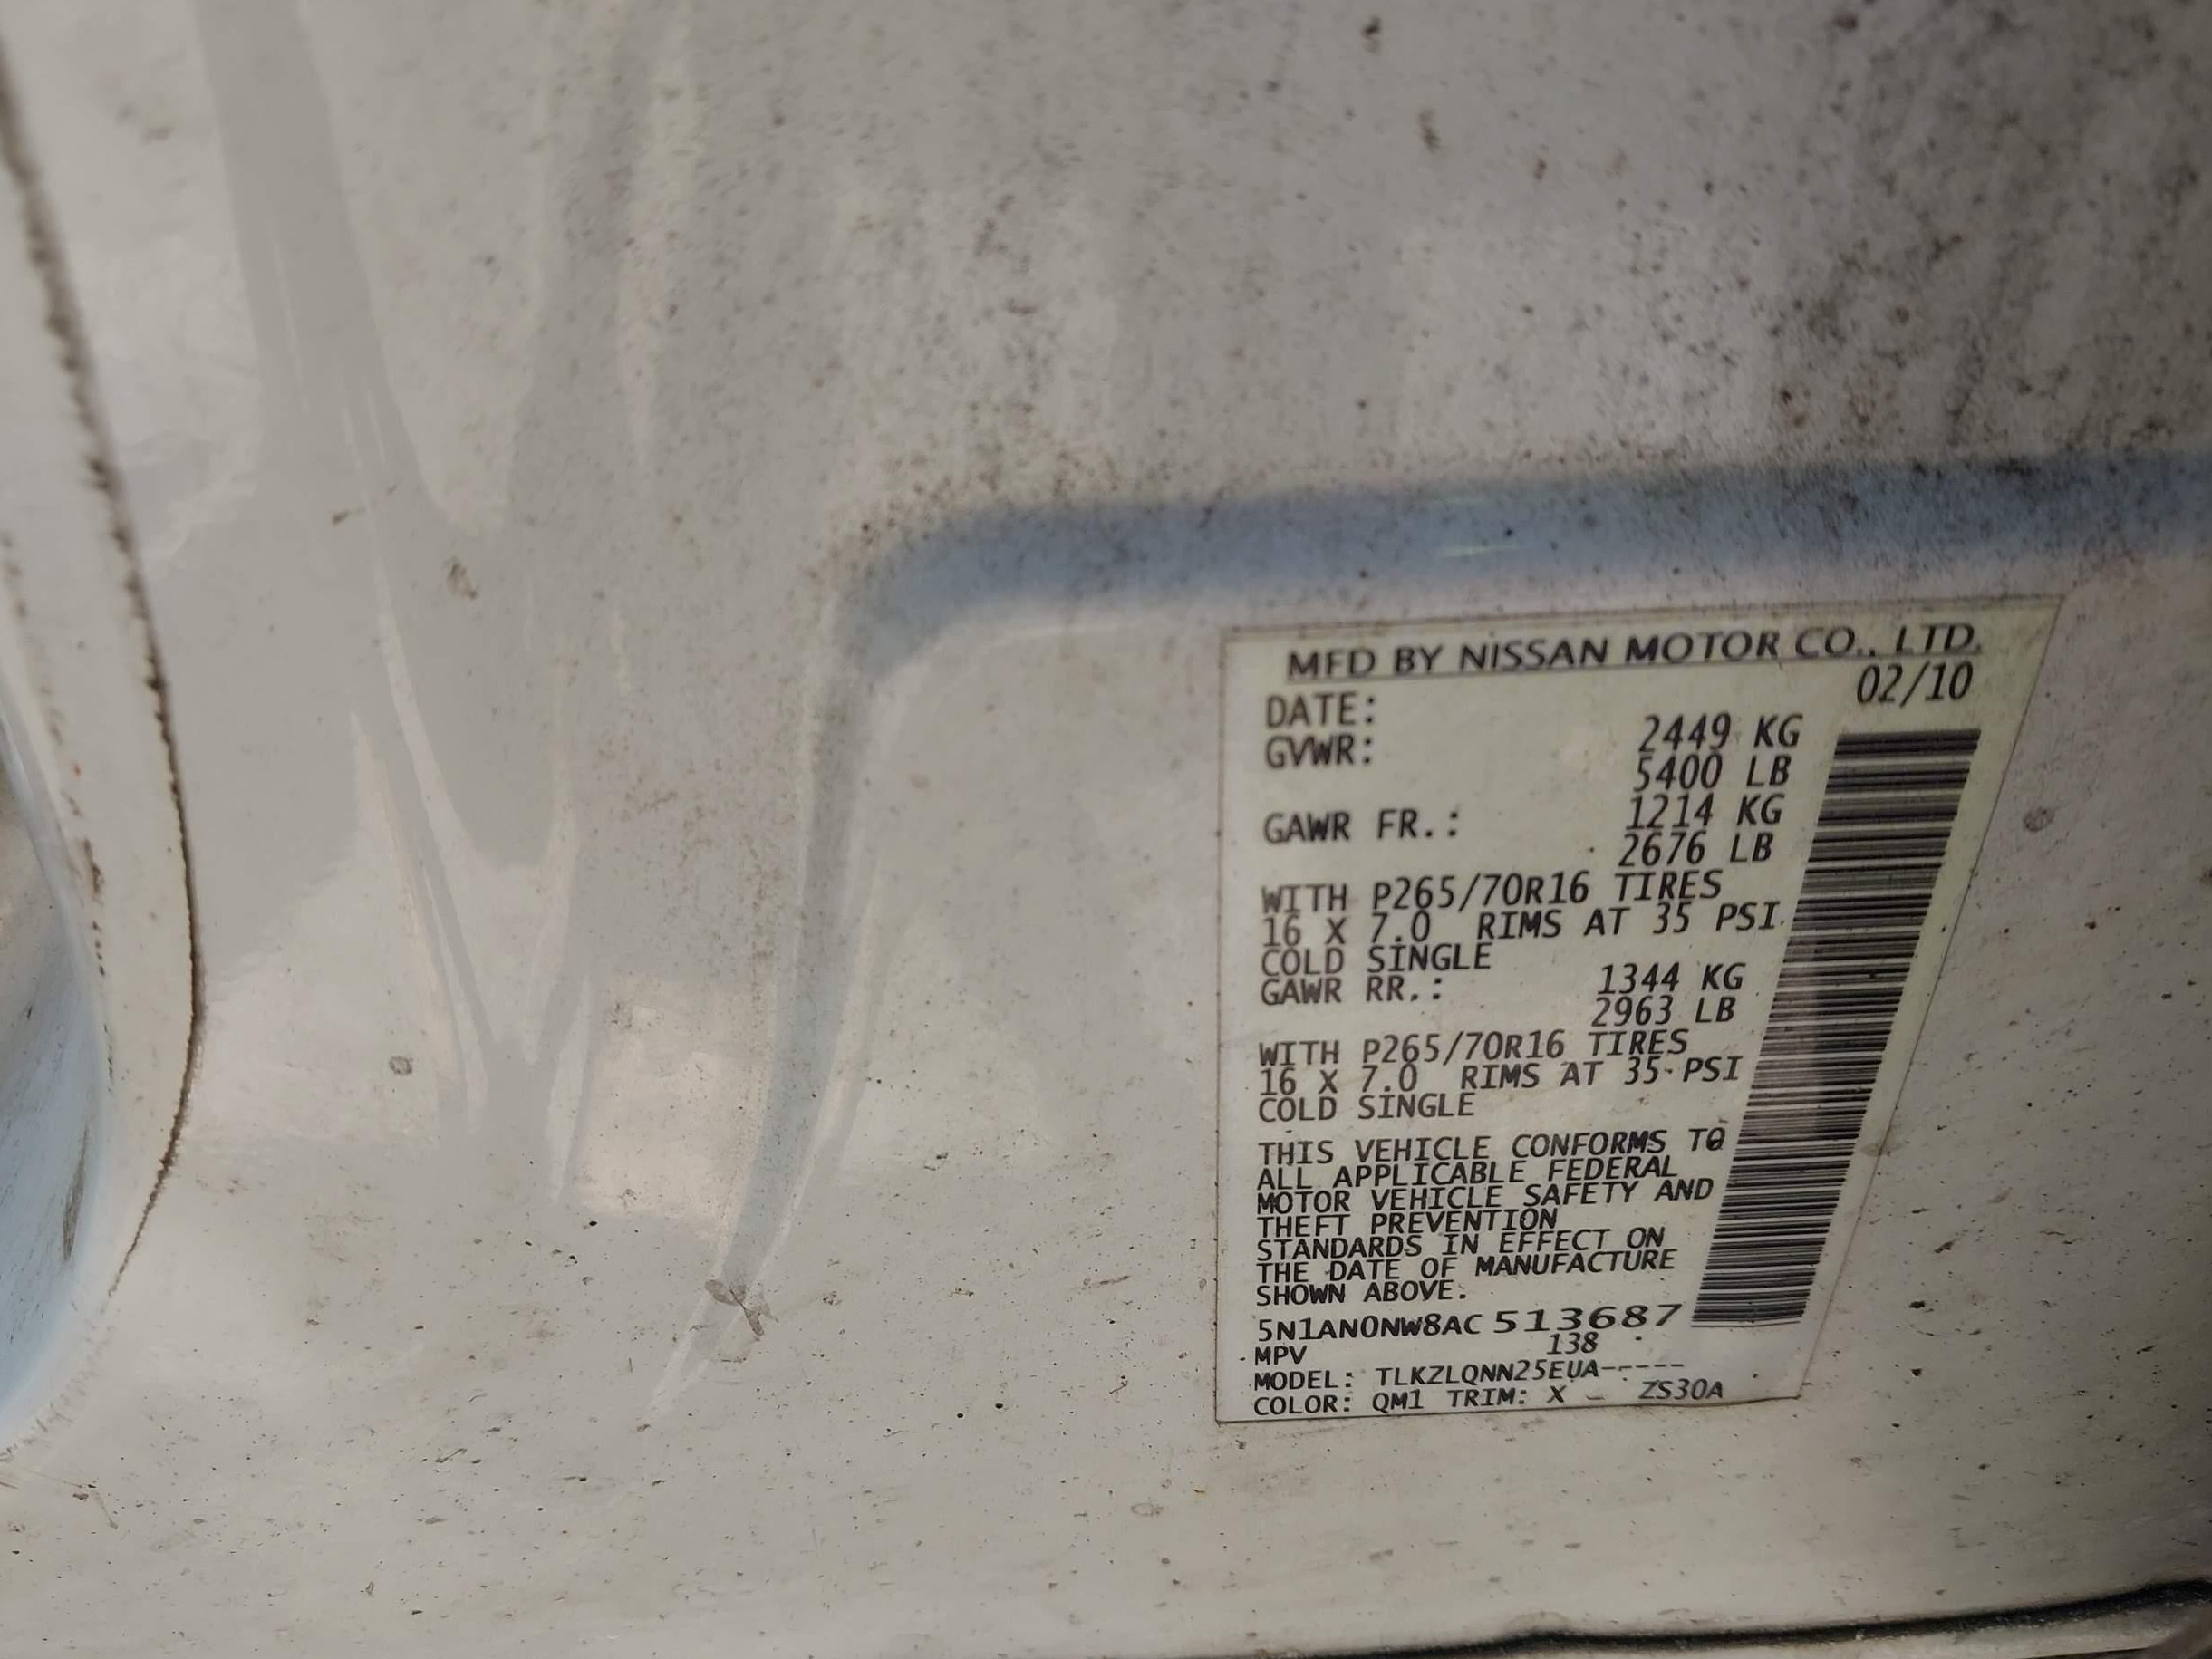 MFD BY NISSAN MOTOR CO., LTD.
DATE: 02/10
GVWR: 2449 KG
5400 LB
GAWR FR.: 1214 KG
2676 LB
WITH P265/70R16 TIRES
16 X 7.0 RIMS AT 35 PSI
COLD SINGLE
GAWR RR.: 1344 KG
2963 LB
WITH P265/70R16 TIRES
16 X 7.0 RIMS AT 35 PSI
COLD SINGLE
THIS VEHICLE CONFORMS TO
ALL APPLICABLE FEDERAL
MOTOR VEHICLE SAFETY AND
THEFT PREVENTION
STANDARDS IN EFFECT ON
THE DATE OF MANUFACTURE
SHOWN ABOVE.
5N1AN0NW8AC513687
MPV 138
MODEL: TLKZLQNN25EUA-----
COLOR: QM1 TRIM: X - ZS30A